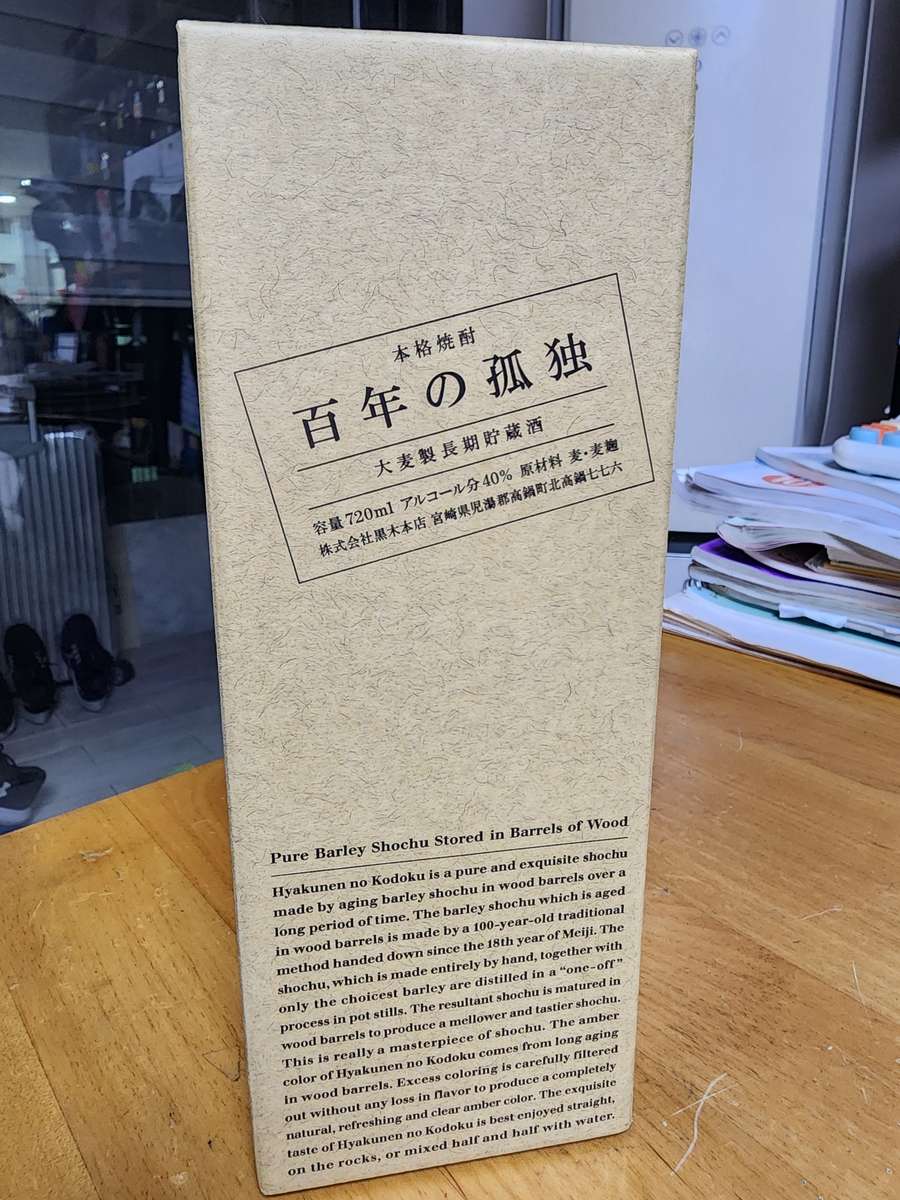 本格焼酎
百年の孤独
大麦製長期貯蔵酒
容量720ml アルコール分40% 原材料 麦・麦麹
株式会社黒木本店 宮崎県児湯郡高鍋町北高鍋七七六
Pure Barley Shochu Stored in Barrels of Wood
Hyakunen no Kodoku is a pure and exquisite shochu
made by aging barley shochu in wood barrels over a
long period of time. The barley shochu which is aged
in wood barrels is made by a 100-year-old traditional
method handed down since the 18th year of Meiji. The
shochu, which is made entirely by hand, together with
only the choicest barley are distilled in a “one-off”
process in pot stills. The resultant shochu is matured in
wood barrels to produce a mellower and tastier shochu.
This is really a masterpiece of shochu. The amber
color of Hyakunen no Kodoku comes from long aging
in wood barrels. Excess coloring is carefully filtered
out without any loss in flavor to produce a completely
natural, refreshing and clear amber color. The exquisite
taste of Hyakunen no Kodoku is best enjoyed straight,
on the rocks, or mixed half and half with water.